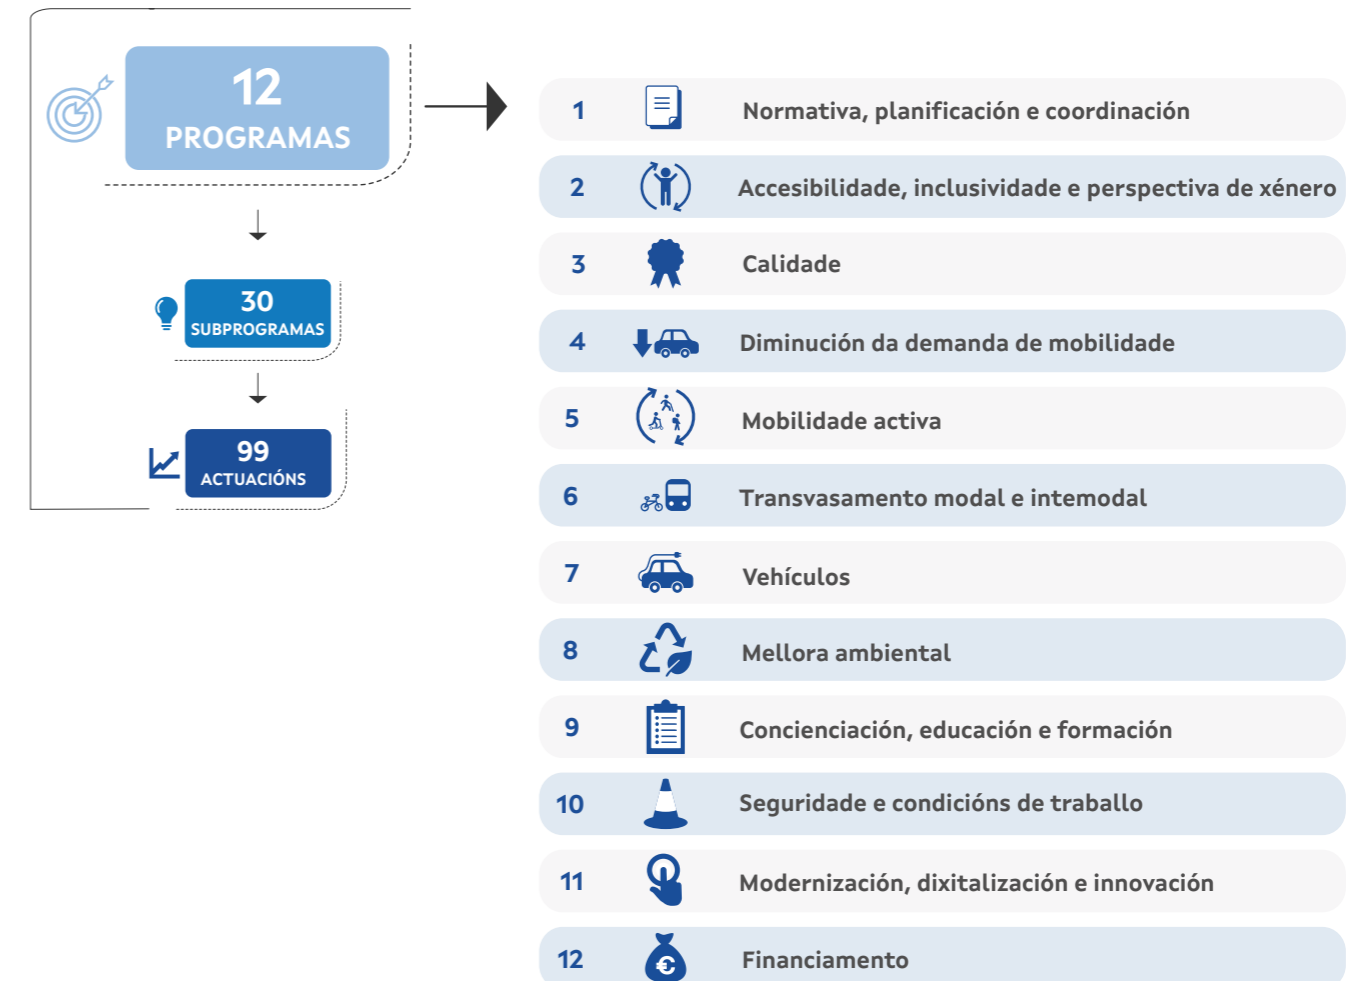 12
PROGRAMAS
30
SUBPROGRAMAS
99
ACTUACIÓNS
1 Normativa, planificación e coordinación
2 Accesibilidade, inclusividade e perspectiva de xénero
3 Calidade
4 Diminución da demanda de mobilidade
5 Mobilidade activa
6 Transvasamento modal e intemodal
7 Vehículos
8 Mellora ambiental
9 Concienciación, educación e formación
10 Seguridade e condicións de traballo
11 Modernización, dixitalización e innovación
12 € Financiamento